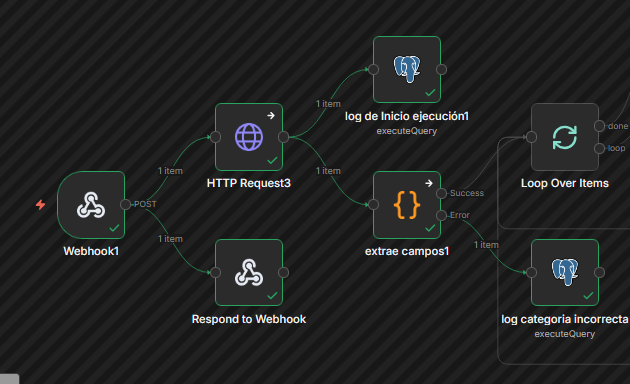 log de Inicio ejecución1
executeQuery
1 item
1 item
HTTP Request3
1 item
1 item
POST
Webhook1
Respond to Webhook
{}
Success
Error
extrae campos1
1 item
done
loop
Loop Over Items
log categoria incorrecta
executeQuery